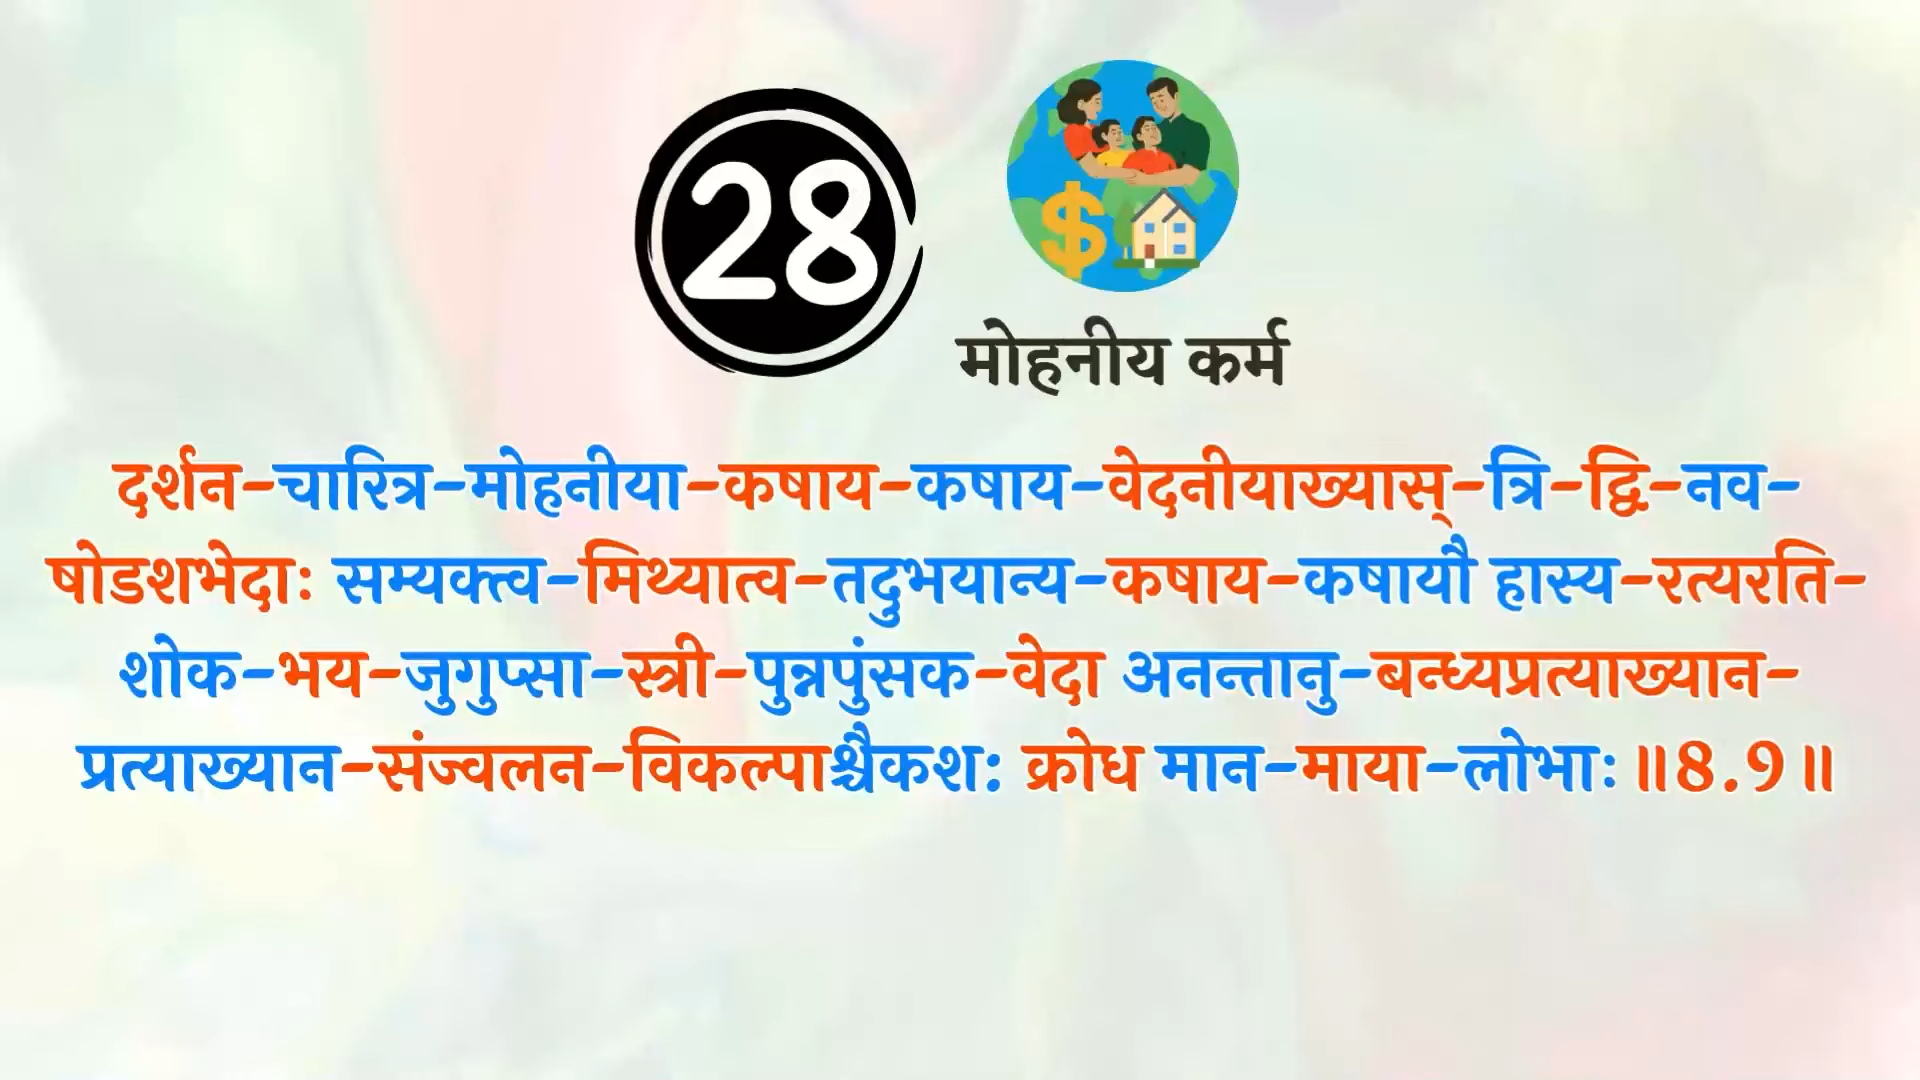 28
$
मोहनीय कर्म
दर्शन-चारित्र-मोहनीया-कषाय-कषाय-वेदनीयाख्यास्-त्रि-द्वि-नव-
षोडशभेदाः सम्यक्त्व-मिथ्यात्व-तदुभयान्य-कषाय-कषायौ हास्य-रत्यरति-
शोक-भय-जुगुप्सा-स्त्री-पुन्नपुंसक-वेदा अनन्तानु-बन्ध्यप्रत्याख्यान-
प्रत्याख्यान-संज्वलन-विकल्पाश्चैकश: क्रोध मान-माया-लोभाः॥8.9॥